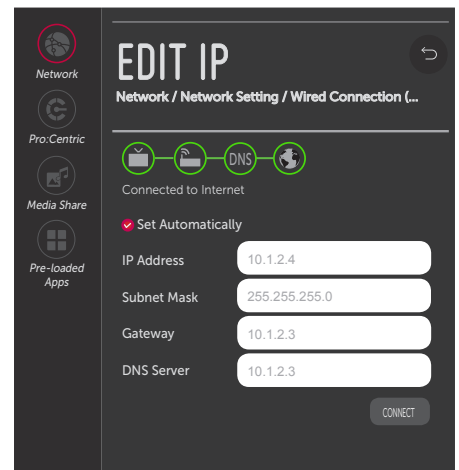 EDIT IP
Network / Network Setting / Wired Connection (...
Network
Pro:Centric
Media Share
Pre-loaded
Apps
DNS
Connected to Internet
Set Automatically
IP Address 10.1.2.4
Subnet Mask 255.255.255.0
Gateway 10.1.2.3
DNS Server 10.1.2.3
CONNECT